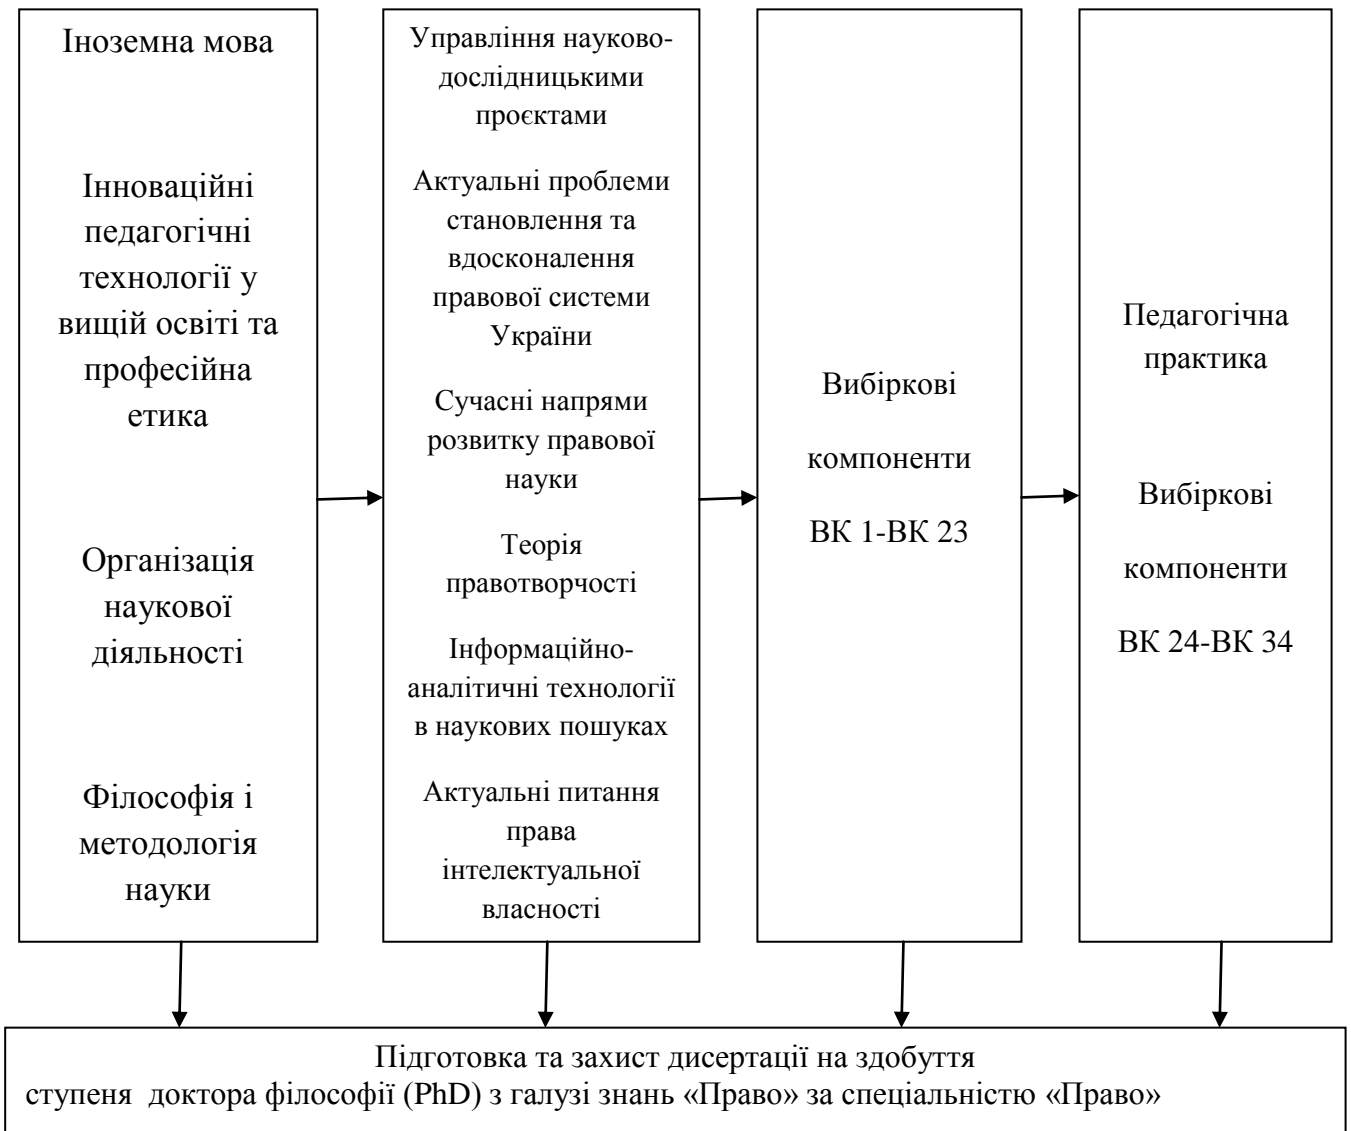 Іноземна мова
Інноваційні
педагогічні
технології у
вищій освіті та
професійна
етика
Організація
наукової
діяльності
Філософія і
методологія
науки
Управління науково-
дослідницькими
проєктами
Актуальні проблеми
становлення та
вдосконалення
правової системи
України
Сучасні напрями
розвитку правової
науки
Теорія
правотворчості
Інформаційно-
аналітичні технології
в наукових пошуках
Актуальні питання
права
інтелектуальної
власності
Вибіркові
компоненти
ВК 1-ВК 23
Педагогічна
практика
Вибіркові
компоненти
ВК 24-ВК 34
Підготовка та захист дисертації на здобуття
ступеня доктора філософії (PhD) з галузі знань «Право» за спеціальністю «Право»